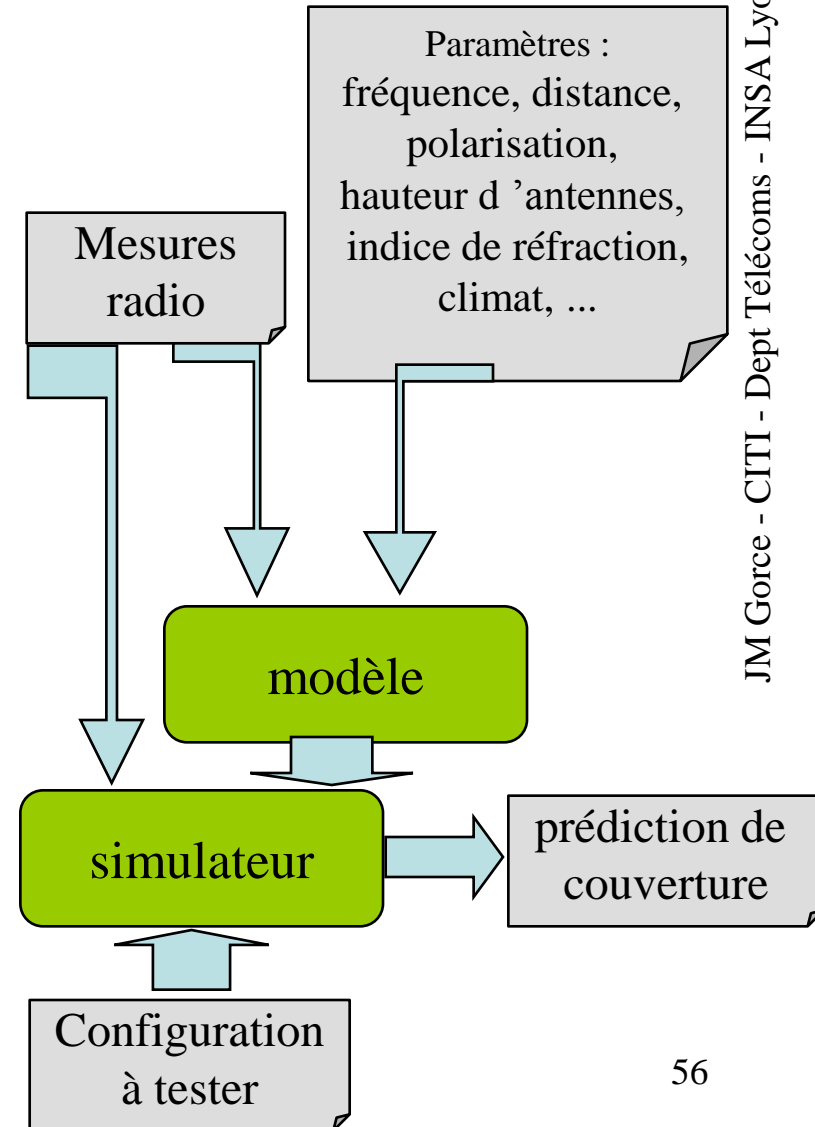 Paramètres :
fréquence, distance,
polarisation,
hauteur d ’antennes,
indice de réfraction,
climat, ...
Mesures
radio
modèle
simulateur
prédiction de
couverture
Configuration
à tester
JM Gorce - CITI - Dept Télécoms - INSA Lyo
56